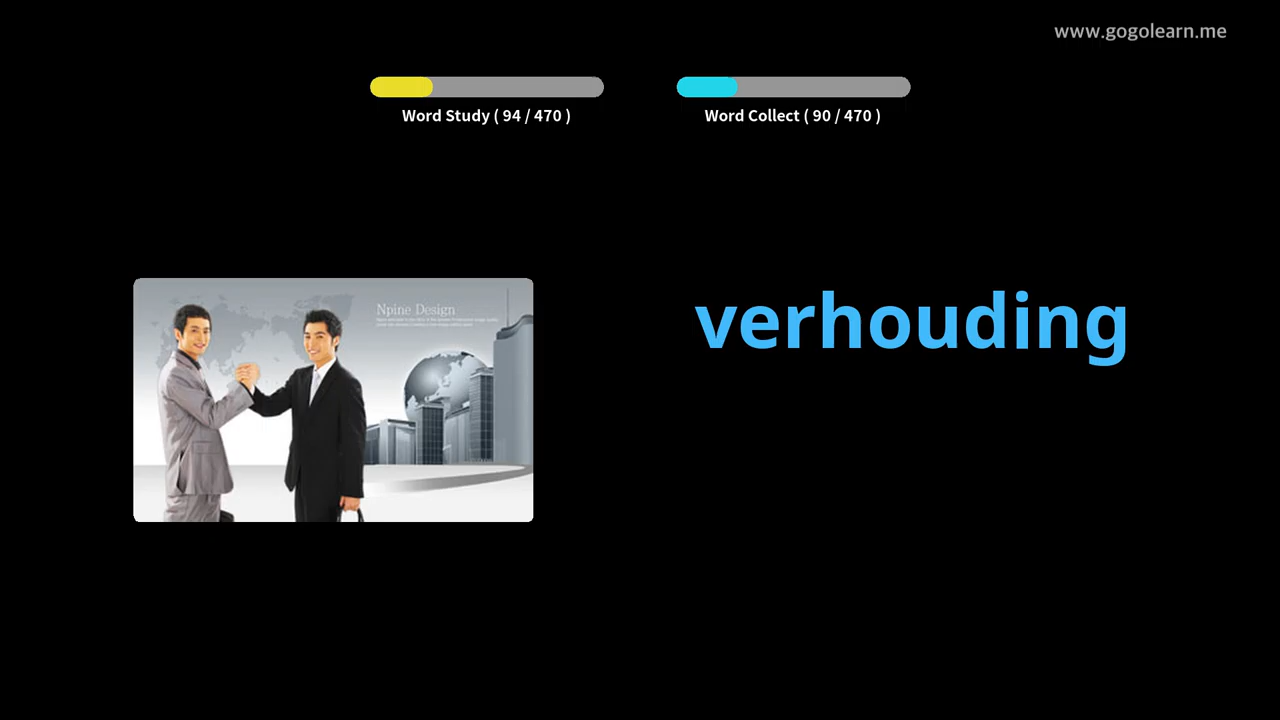 www.gogolearn.me
Word Study ( 94 / 470 )
Word Collect ( 90 / 470 )
Npine Design
verhouding